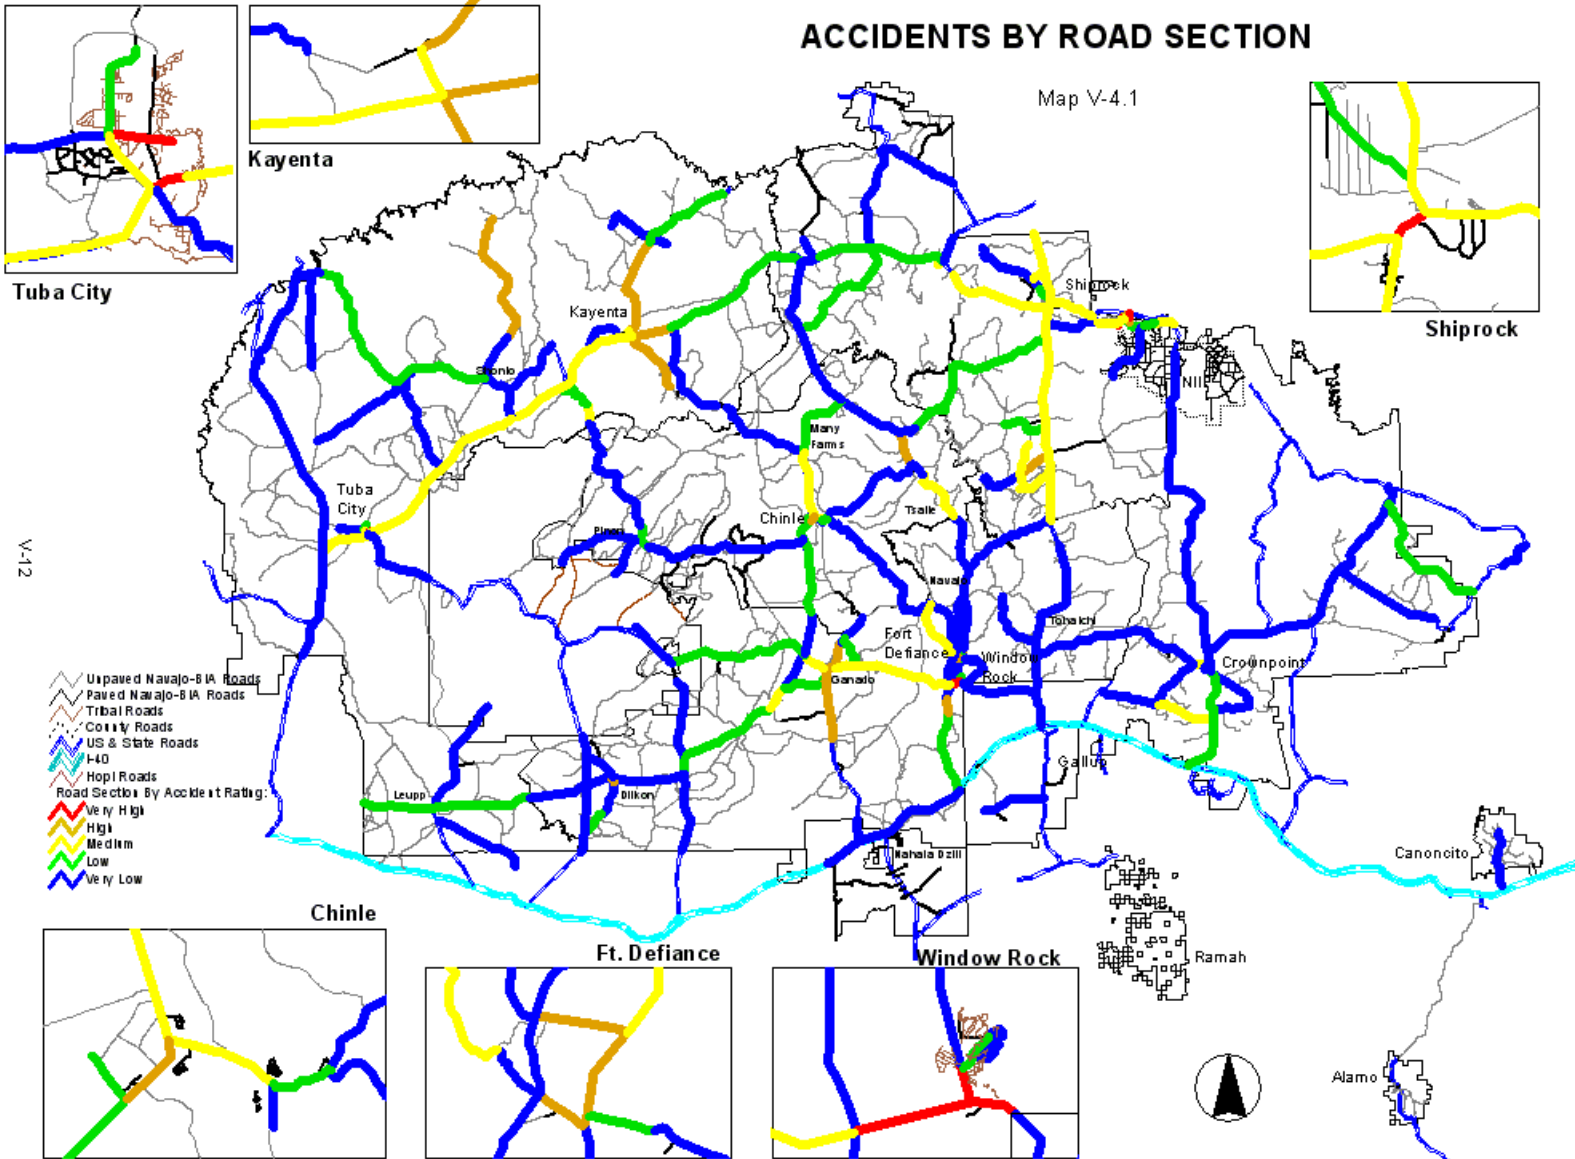 ACCIDENTS BY ROAD SECTION
Map V-4.1
Kayenta
Tuba City
Shiprock
Shiprock
Kayenta
Shonto
NII
Many
Farms
Tuba
City
Chinle
Tsaile
Pinon
V-12
Navajo
Tohatchi
Fort
Defiance
Window
Rock
Crownpoint
Ganado
Unpaved Navajo-BIA Roads
Paved Navajo-BIA Roads
Tribal Roads
County Roads
US & State Roads
I-40
Hopi Roads
Road Section By Accident Rating:
Very High
High
Medium
Low
Very Low
Gallup
Leupp
Dilkon
Nahata Dziil
Canoncito
Chinle
Ft. Defiance
Window Rock
Ramah
Alamo